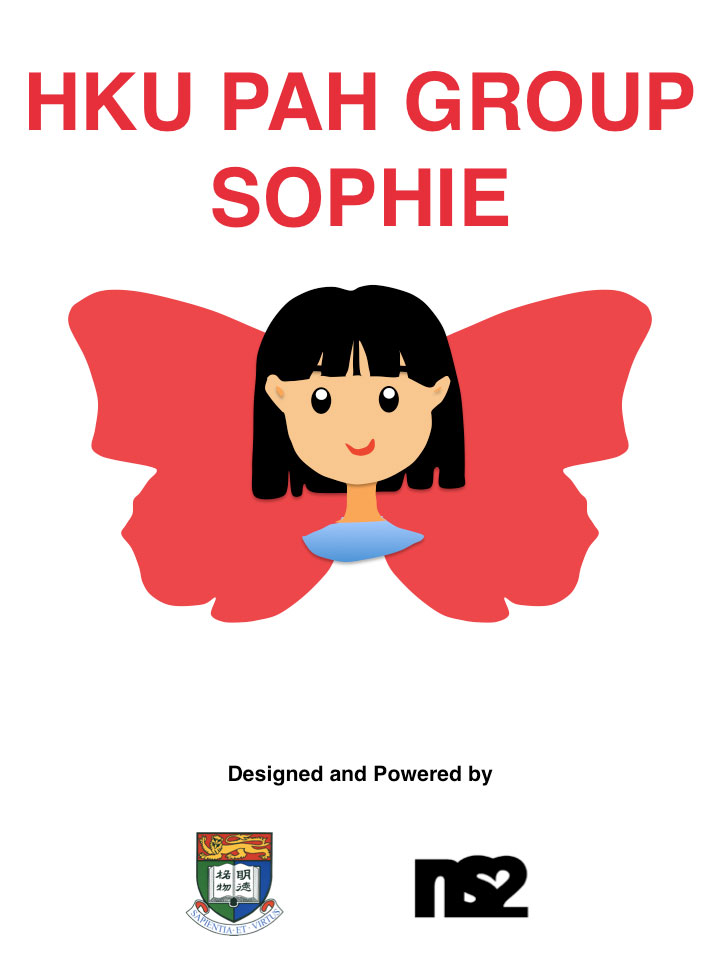 HKU PAH GROUP
SOPHIE
Designed and Powered by
明德
格物
SAPIENTIA·ET·VIRTUS
ns2